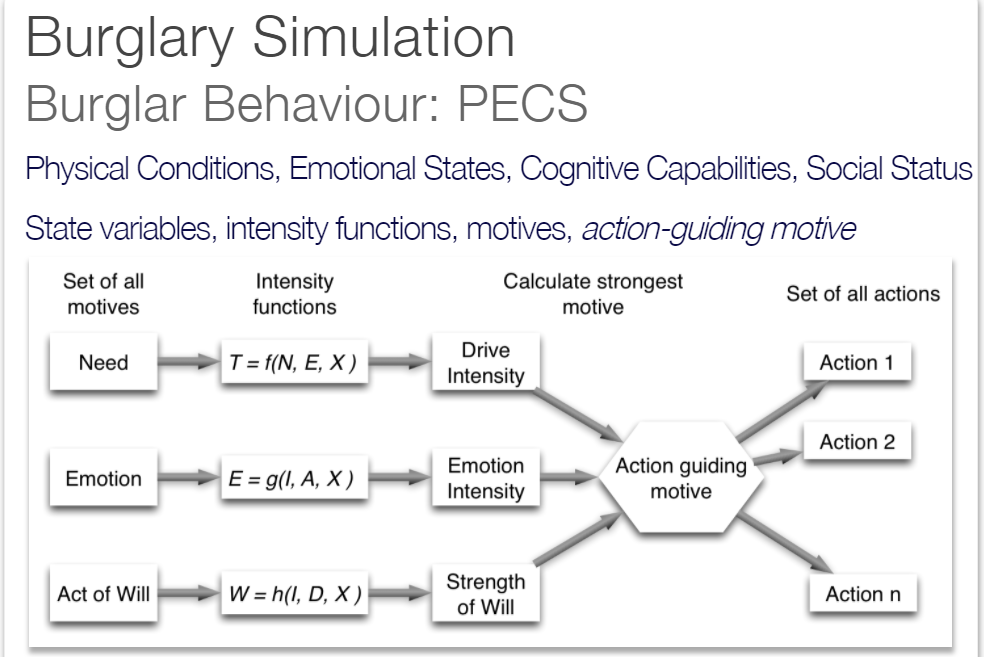 Burglary Simulation
Burglar Behaviour: PECS
Physical Conditions, Emotional States, Cognitive Capabilities, Social Status
State variables, intensity functions, motives, action-guiding motive
Set of all
motives
Intensity
functions
Calculate strongest
motive
Set of all actions
Need
T = f(N, E, X )
Drive
Intensity
Action 1
Action 2
Emotion
E = g(I, A, X )
Emotion
Intensity
Action guiding
motive
Act of Will
W = h(I, D, X )
Strength
of Will
Action n